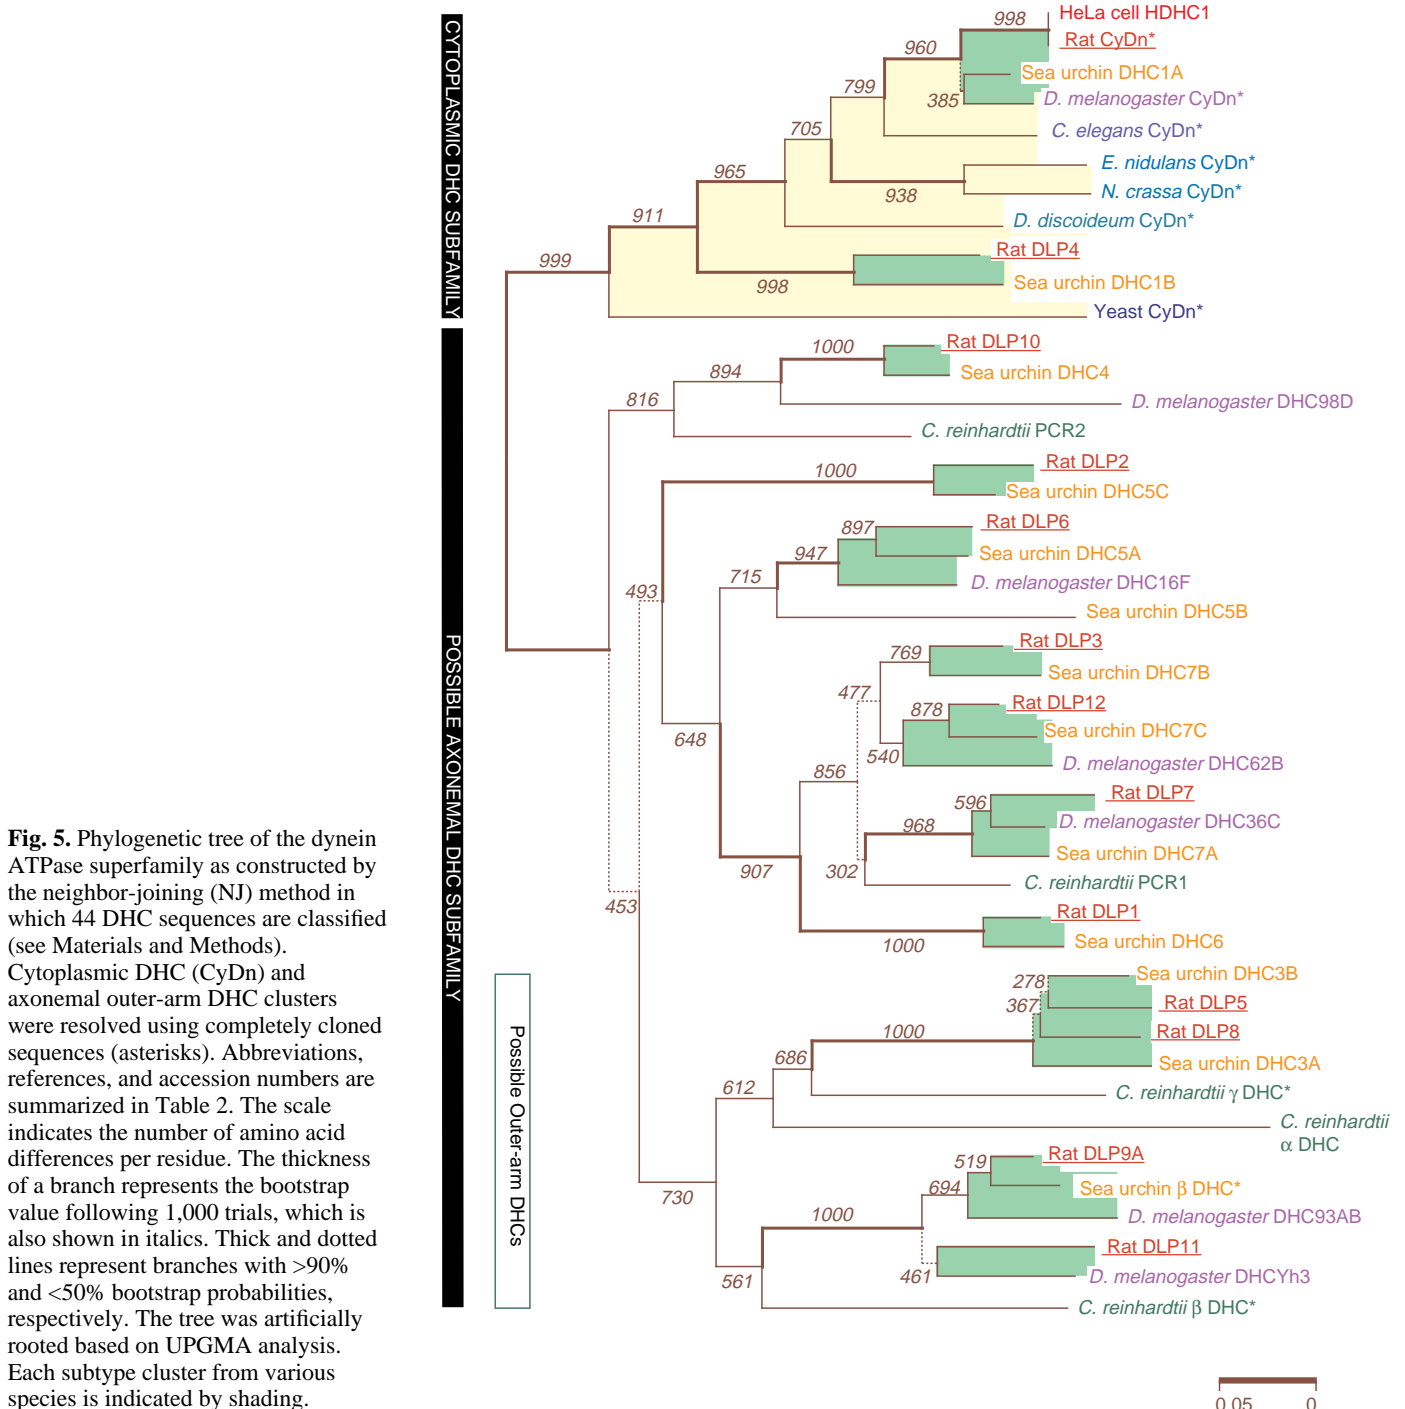 CYTOPLASMIC DHC SUBFAMILY
998
HeLa cell HDHC1
960
Rat CyDn*
Sea urchin DHC1A
799
385
D. melanogaster CyDn*
705
C. elegans CyDn*
965
E. nidulans CyDn*
938
N. crassa CyDn*
911
D. discoideum CyDn*
999
Rat DLP4
998
Sea urchin DHC1B
Yeast CyDn*
POSSIBLE AXONEMAL DHC SUBFAMILY
1000
Rat DLP10
894
Sea urchin DHC4
816
D. melanogaster DHC98D
C. reinhardtii PCR2
1000
Rat DLP2
Sea urchin DHC5C
897
Rat DLP6
947
Sea urchin DHC5A
715
D. melanogaster DHC16F
493
Sea urchin DHC5B
769
Rat DLP3
Sea urchin DHC7B
477
878
Rat DLP12
Sea urchin DHC7C
648
540
D. melanogaster DHC62B
856
596
Rat DLP7
968
D. melanogaster DHC36C
Sea urchin DHC7A
907
302
C. reinhardtii PCR1
453
Rat DLP1
1000
Sea urchin DHC6
278
Sea urchin DHC3B
367
Rat DLP5
1000
Rat DLP8
686
Sea urchin DHC3A
612
C. reinhardtii γ DHC*
C. reinhardtii
α DHC
519
Rat DLP9A
694
Sea urchin β DHC*
730
1000
D. melanogaster DHC93AB
Rat DLP11
561
461
D. melanogaster DHCYh3
C. reinhardtii β DHC*
Possible Outer-arm DHCs
0.05 0
Fig. 5. Phylogenetic tree of the dynein
ATPase superfamily as constructed by
the neighbor-joining (NJ) method in
which 44 DHC sequences are classified
(see Materials and Methods).
Cytoplasmic DHC (CyDn) and
axonemal outer-arm DHC clusters
were resolved using completely cloned
sequences (asterisks). Abbreviations,
references, and accession numbers are
summarized in Table 2. The scale
indicates the number of amino acid
differences per residue. The thickness
of a branch represents the bootstrap
value following 1,000 trials, which is
also shown in italics. Thick and dotted
lines represent branches with >90%
and <50% bootstrap probabilities,
respectively. The tree was artificially
rooted based on UPGMA analysis.
Each subtype cluster from various
species is indicated by shading.